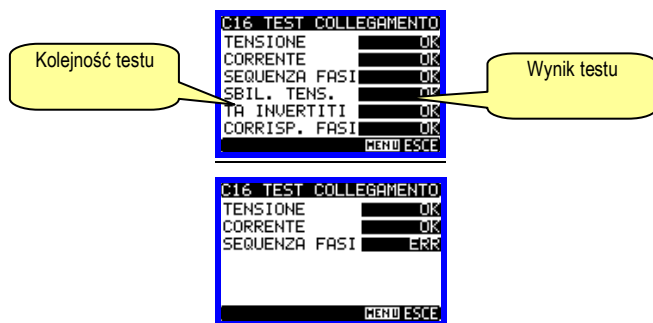 C16 TEST COLLEGAMENTO
TENSIONE OK
CORRENTE OK
SEQUENZA FASI OK
SBIL. TENS. OK
TA INVERTITI OK
CORRISP. FASI OK
MENU ESCE
Kolejność testu
Wynik testu
C16 TEST COLLEGAMENTO
TENSIONE OK
CORRENTE OK
SEQUENZA FASI ERR
MENU ESCE